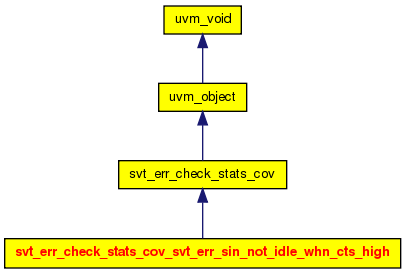 uvm_void
uvm_object
svt_err_check_stats_cov
svt_err_check_stats_cov_svt_err_sin_not_idle_whn_cts_high